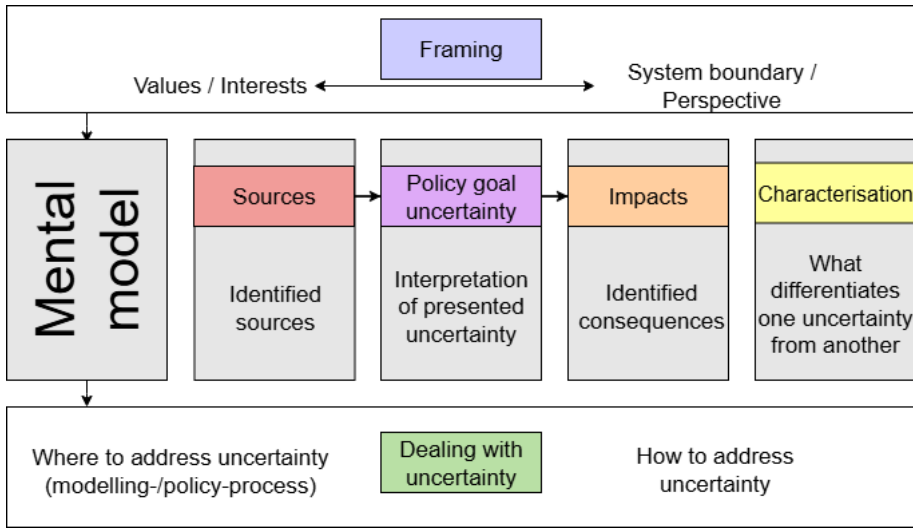 Framing
Values / Interests
System boundary /
Perspective
Mental
model
Sources
Identified
sources
Policy goal
uncertainty
Interpretation
of presented
uncertainty
Impacts
Identified
consequences
Characterisation
What
differentiates
one uncertainty
from another
Where to address uncertainty
(modelling-/policy-process)
Dealing with
uncertainty
How to address
uncertainty